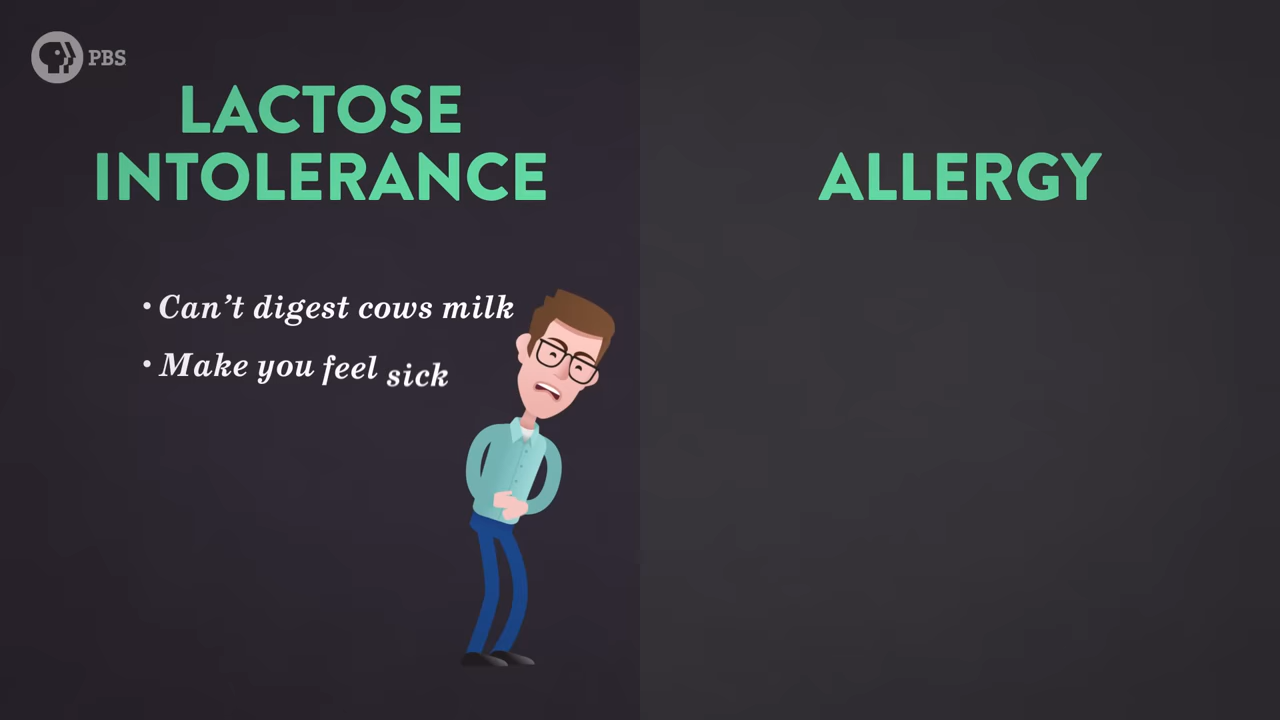 PBS
LACTOSE
INTOLERANCE
• Can't digest cows milk
• Make you feel sick
ALLERGY